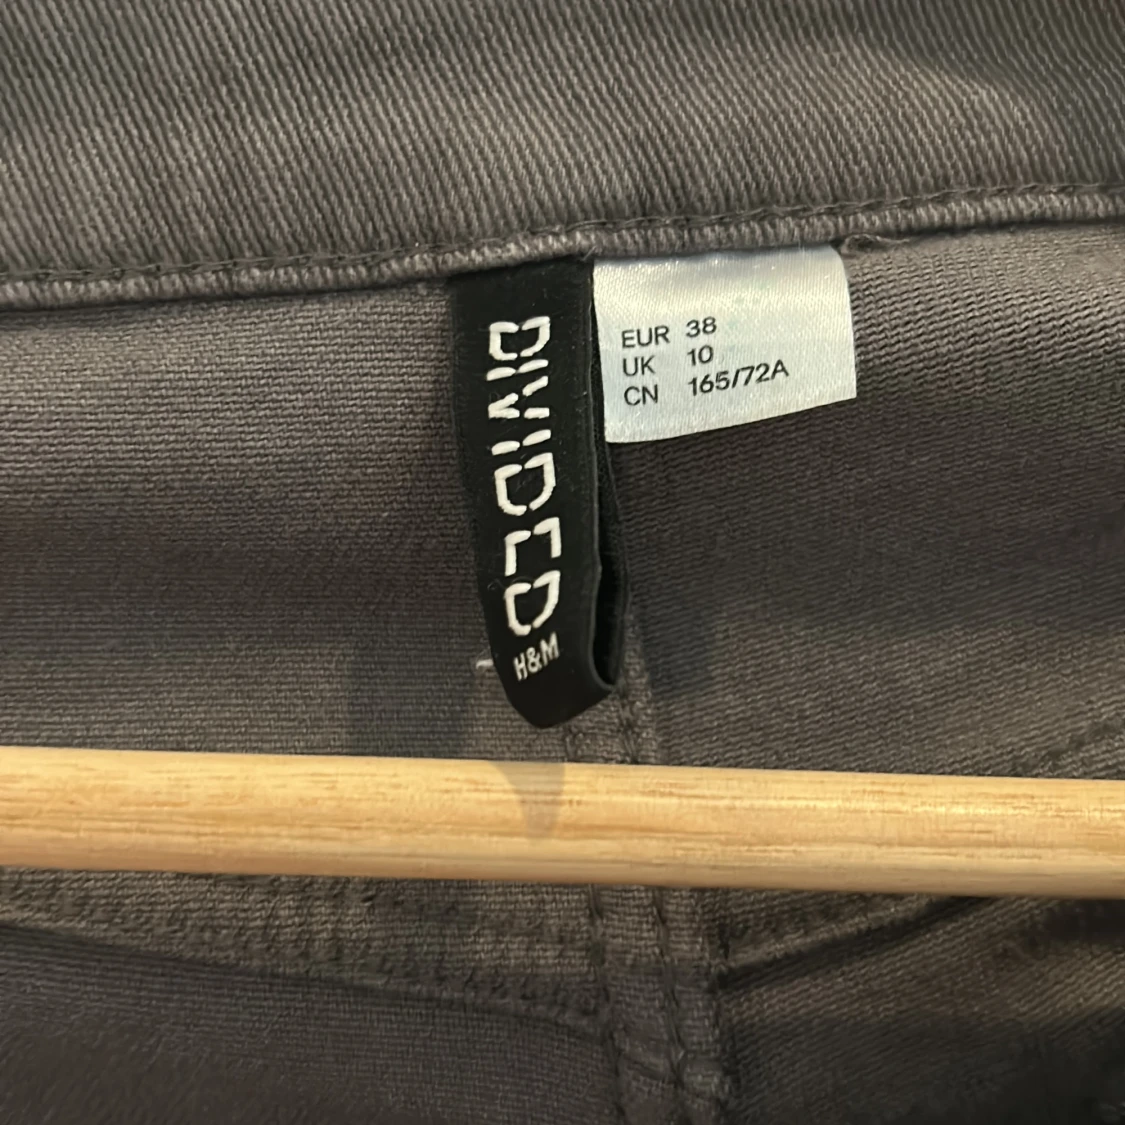 DIVIDED
H&M
EUR 38
UK 10
CN 165/72A